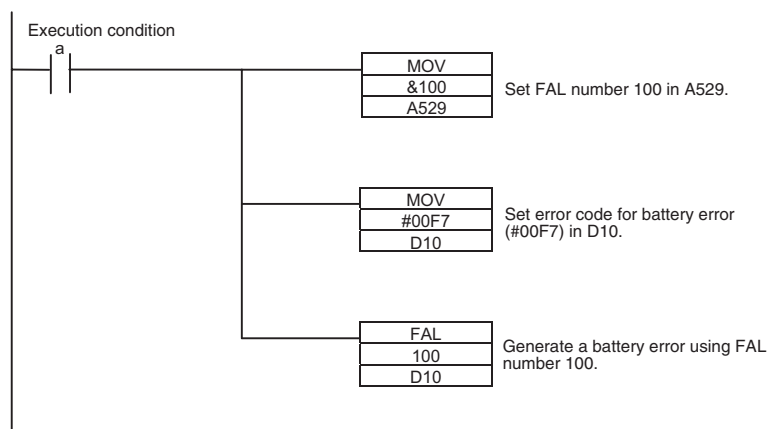 Execution condition
a
MOV
&100
A529
Set FAL number 100 in A529.
MOV
#00F7
D10
Set error code for battery error
(#00F7) in D10.
FAL
100
D10
Generate a battery error using FAL
number 100.